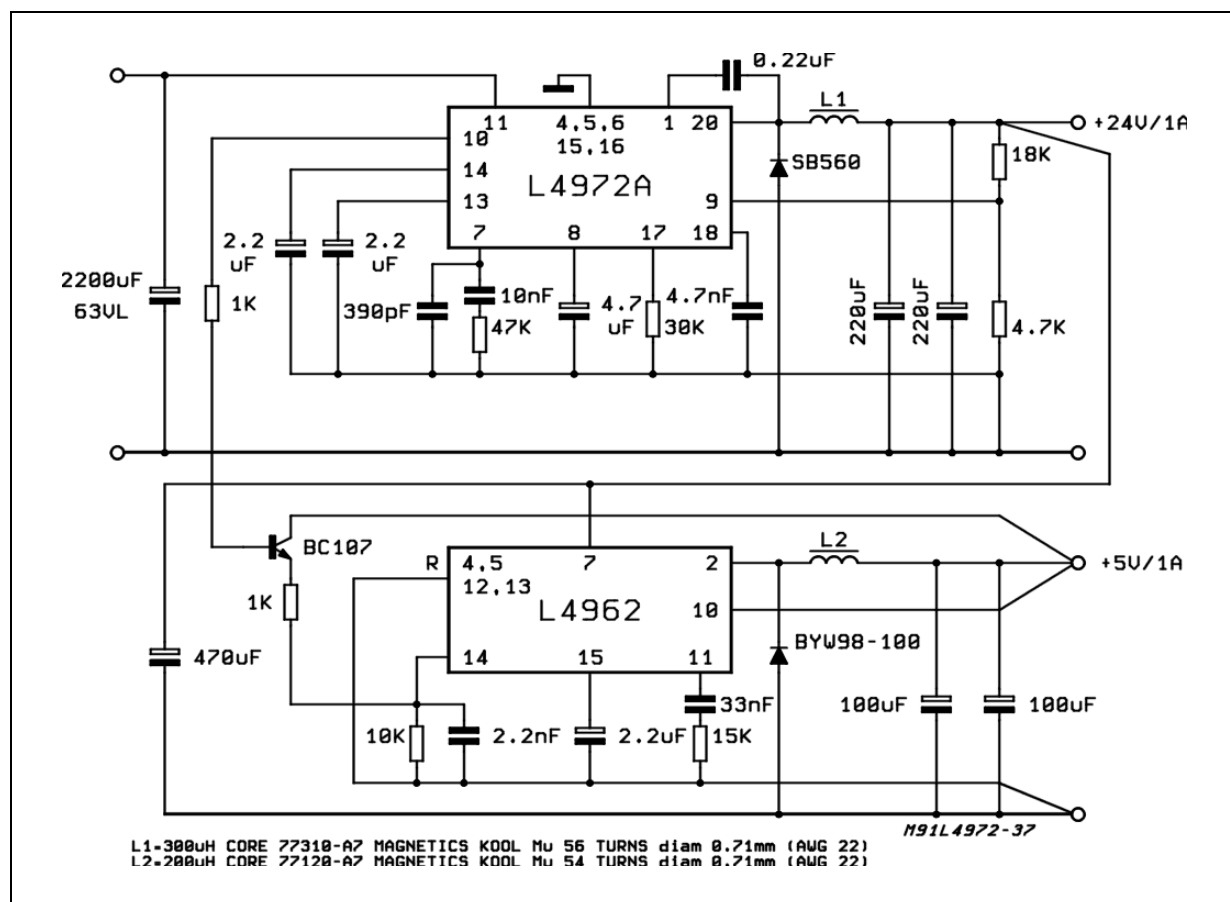 0.22uF
L1
+24V/1A
11
4,5,6
15,16
1
20
10
14
L4972A
SB560
18K
13
9
7
8
17
18
2.2
uF
2.2
uF
2200uF
63VL
1K
390pF
10nF
47K
4.7
uF
30K
4.7nF
220uF
220uF
4.7K
BC107
R
4,5
12,13
7
2
L2
+5V/1A
1K
L4962
10
470uF
14
15
11
BYW98-100
33nF
100uF
100uF
10K
2.2nF
2.2uF
15K
M91L4972-37
L1=300uH CORE 77310-A7 MAGNETICS KOOL Mu 56 TURNS diam 0.71mm (AWG 22)
L2=200uH CORE 77120-A7 MAGNETICS KOOL Mu 54 TURNS diam 0.71mm (AWG 22)